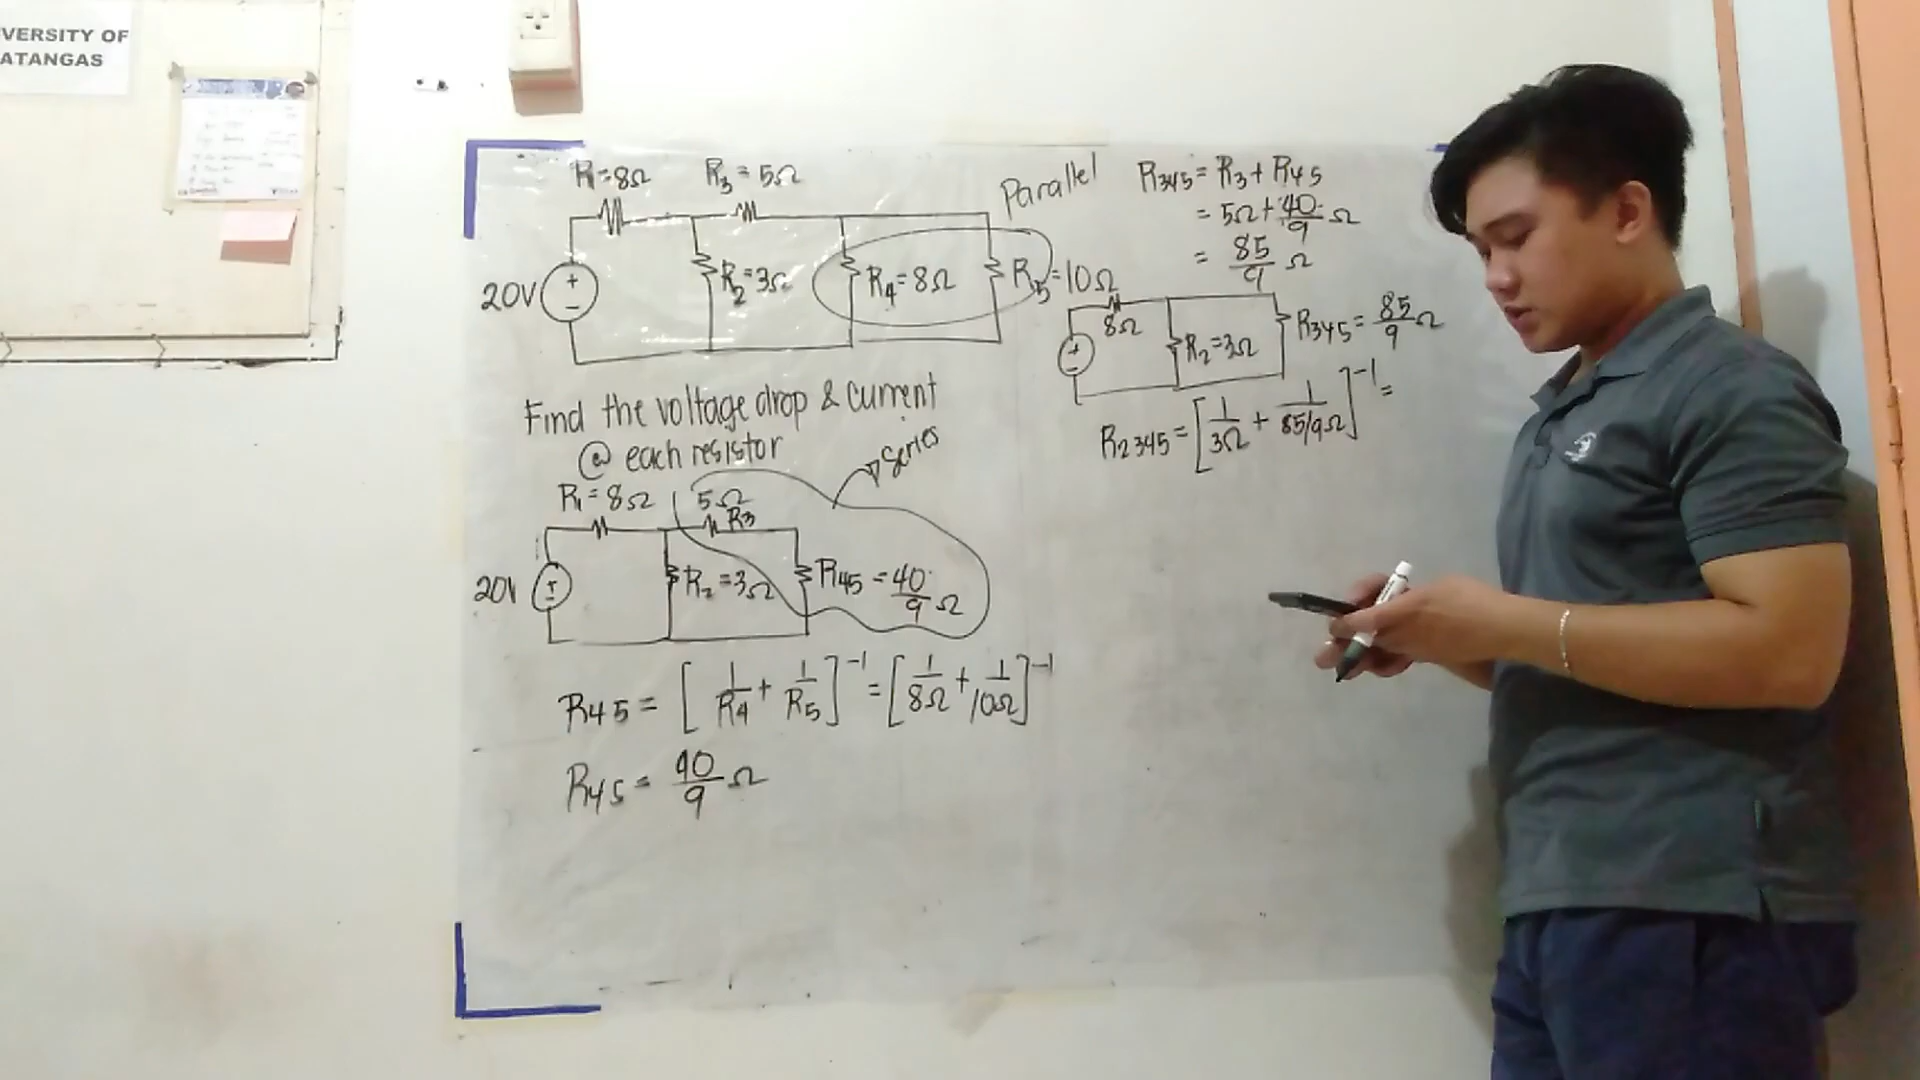 VERSITY OF
ATANGAS
R1=8Ω R3=5Ω
20V
R2=3Ω
R4=8Ω
R5=10Ω
Parallel
Find the voltage drop & current
@ each resistor
Series
R1=8Ω 5Ω
R3
20V
R2=3Ω
R45=40/9 Ω
R45=[1/R4+1/R5]-1=[1/8Ω+1/10Ω]-1
R45=40/9 Ω
R345=R3+R45
=5Ω+40/9 Ω
=85/9 Ω
8Ω
R2=3Ω
R345=85/9 Ω
R2345=[1/3Ω+1/85/9Ω]-1=